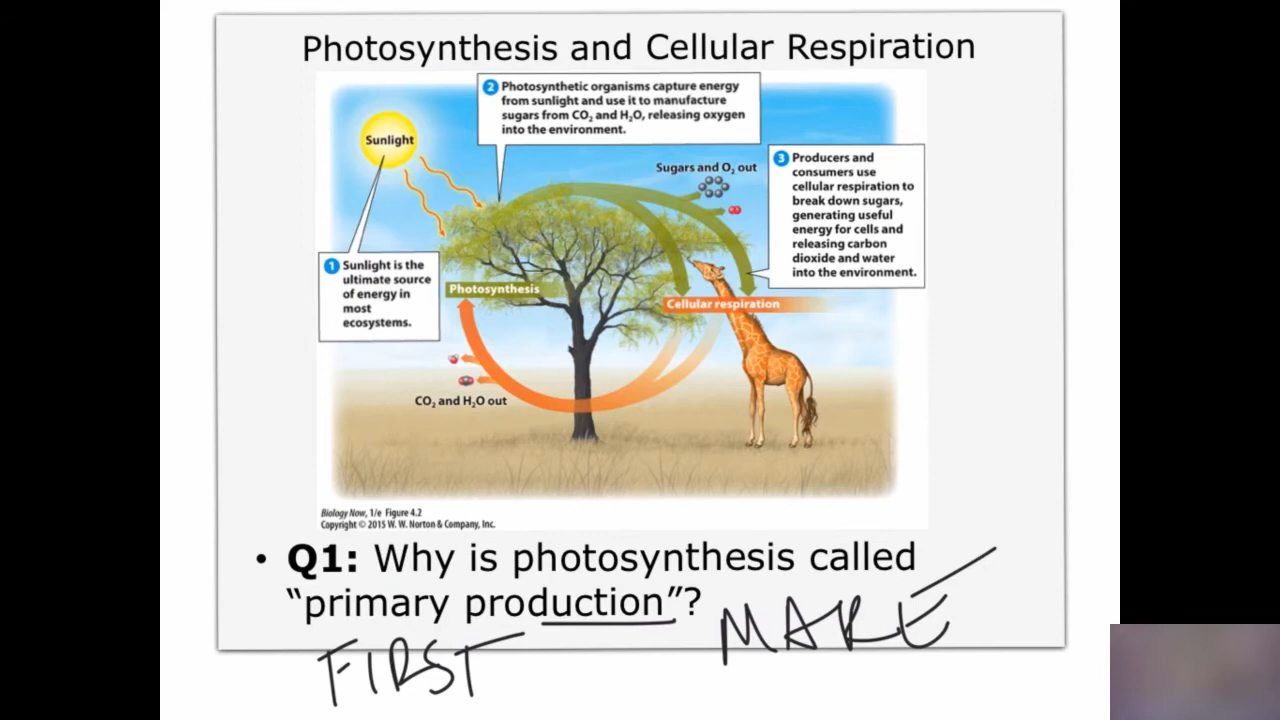 Photosynthesis and Cellular Respiration
2 Photosynthetic organisms capture energy
from sunlight and use it to manufacture
sugars from CO₂ and H₂O, releasing oxygen
into the environment.
Sunlight
Sugars and O₂ out
3 Producers and
consumers use
cellular respiration to
break down sugars,
generating useful
energy for cells and
releasing carbon
dioxide and water
into the environment.
1 Sunlight is the
ultimate source
of energy in
most
ecosystems.
Photosynthesis
Cellular respiration
CO₂ and H₂O out
Biology Now, 1/e Figure 4.2
Copyright © 2015 W. W. Norton & Company, Inc.
• Q1: Why is photosynthesis called
“primary production”?
MAKE
FIRST